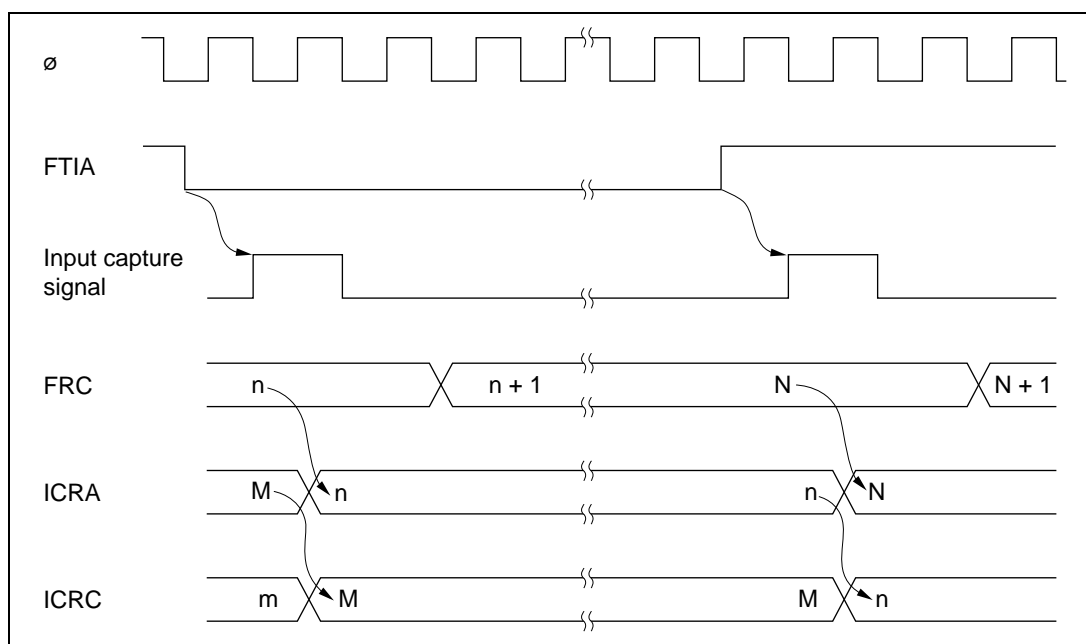 ø
FTIA
Input capture
signal
FRC n n + 1 N N + 1
ICRA M n n N
ICRC m M M n